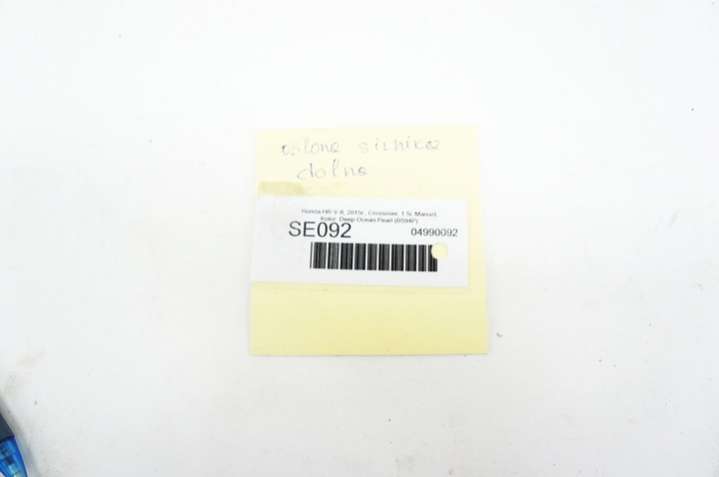 osłona silnika
dolna
Honda HR-V II, 2015r., Crossover, 1.5i, Manual,
Kolor: Deep Ocean Pearl (B594P)
SE092
04990092